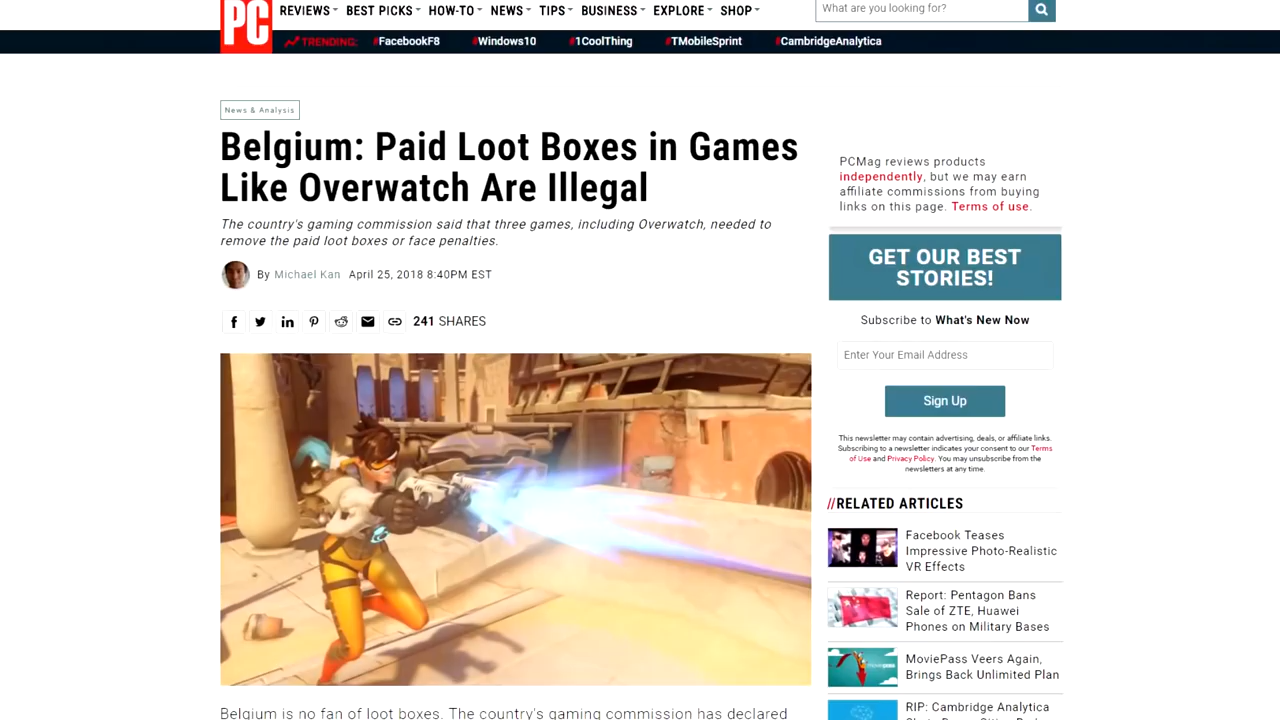 PC
REVIEWS BEST PICKS HOW-TO NEWS TIPS BUSINESS EXPLORE SHOP
What are you looking for?
TRENDING: #FacebookF8 #Windows10 #1CoolThing #TMobileSprint #CambridgeAnalytica
News & Analysis
Belgium: Paid Loot Boxes in Games
Like Overwatch Are Illegal
The country's gaming commission said that three games, including Overwatch, needed to
remove the paid loot boxes or face penalties.
By Michael Kan April 25, 2018 8:40PM EST
241 SHARES
Belgium is no fan of loot boxes. The country's gaming commission has declared
PCMag reviews products
independently, but we may earn
affiliate commissions from buying
links on this page. Terms of use.
GET OUR BEST
STORIES!
Subscribe to What's New Now
Enter Your Email Address
Sign Up
This newsletter may contain advertising, deals, or affiliate links.
Subscribing to a newsletter indicates your consent to our Terms
of Use and Privacy Policy. You may unsubscribe from the
newsletters at any time.
//RELATED ARTICLES
Facebook Teases
Impressive Photo-Realistic
VR Effects
Report: Pentagon Bans
Sale of ZTE, Huawei
Phones on Military Bases
MoviePass Veers Again,
Brings Back Unlimited Plan
RIP: Cambridge Analytica